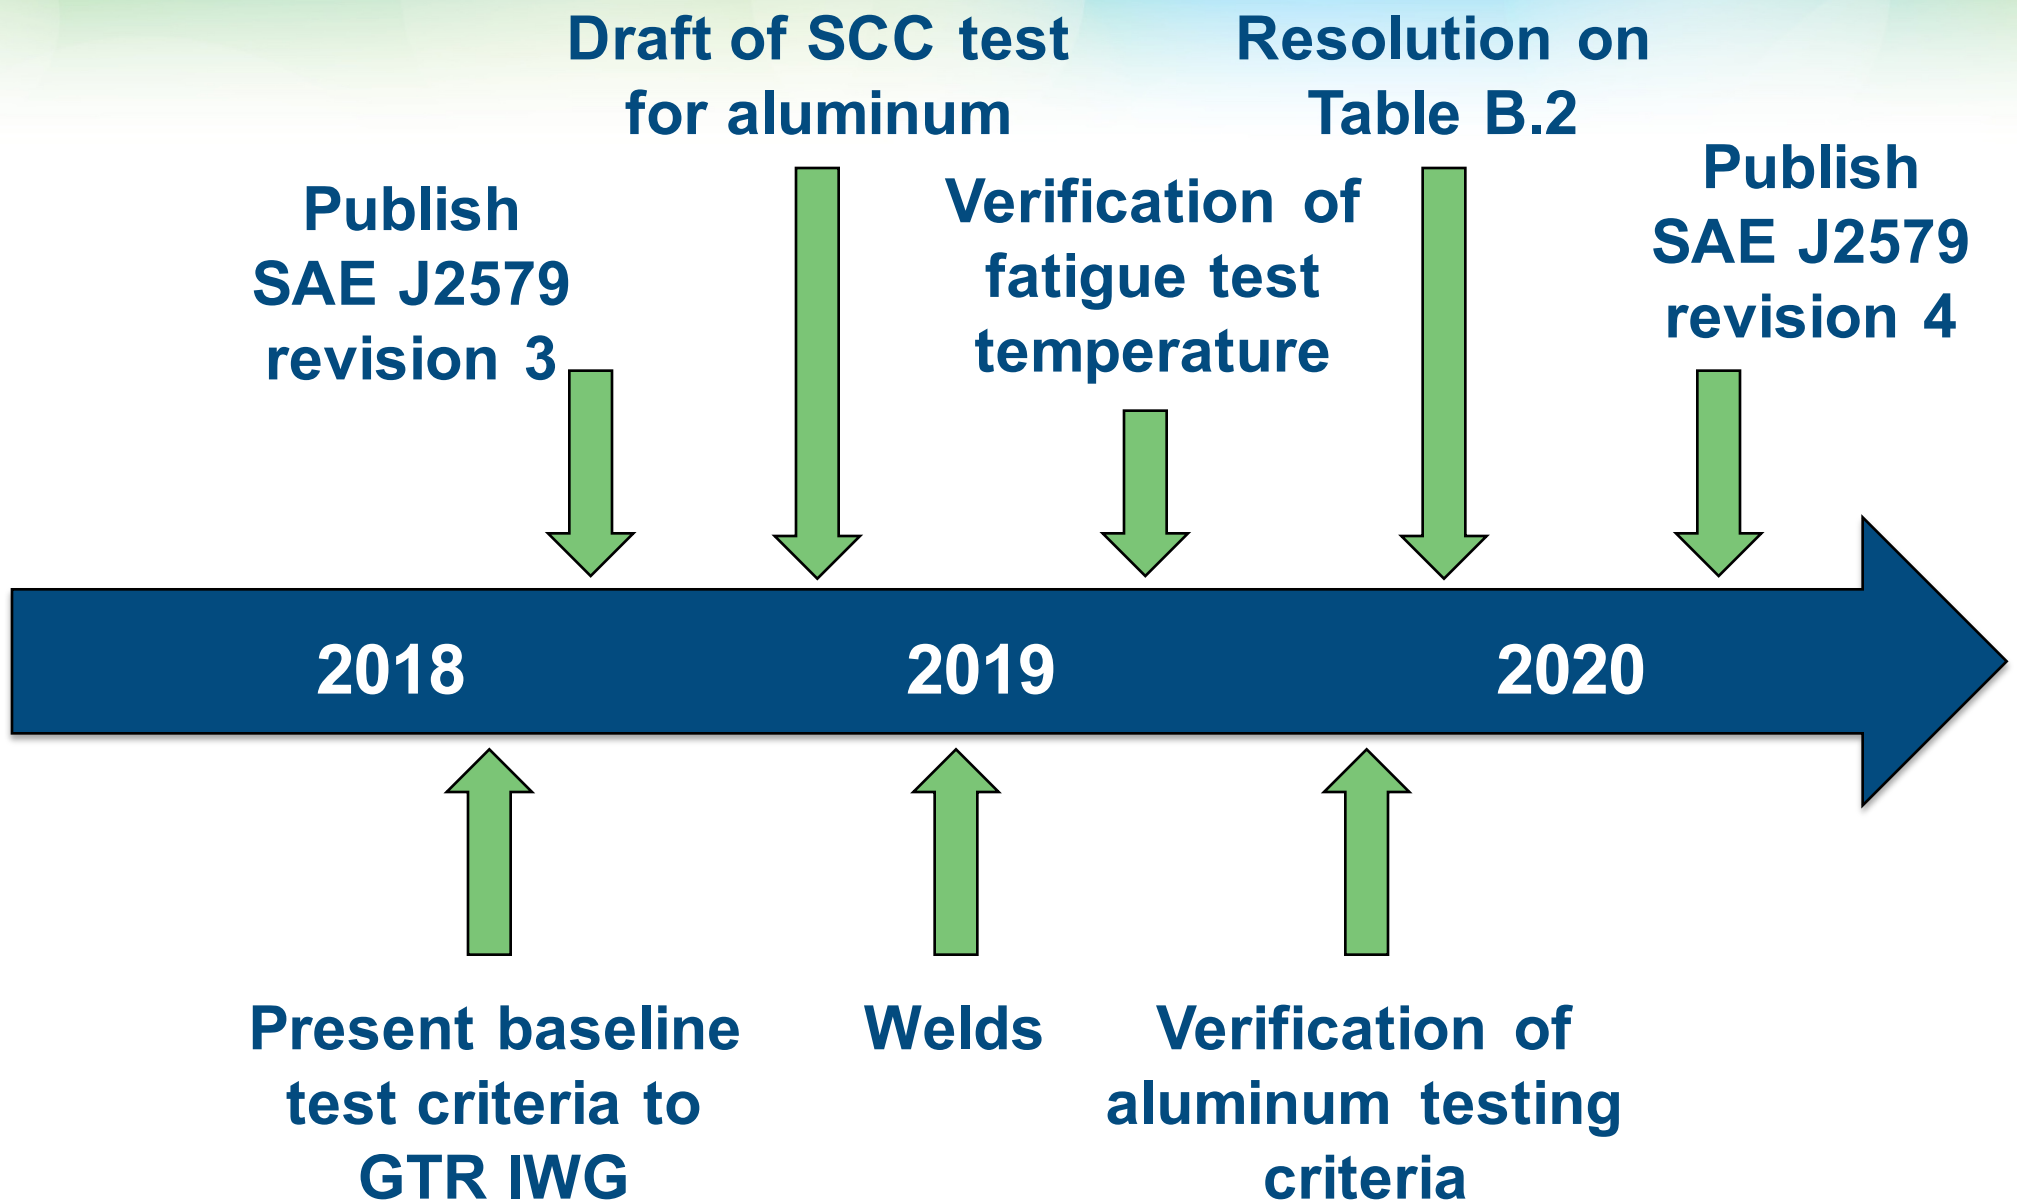 Draft of SCC test
for aluminum
Resolution on
Table B.2
Publish
SAE J2579
revision 3
Verification of
fatigue test
temperature
Publish
SAE J2579
revision 4
2018
2019
2020
Present baseline
test criteria to
GTR IWG
Welds
Verification of
aluminum testing
criteria